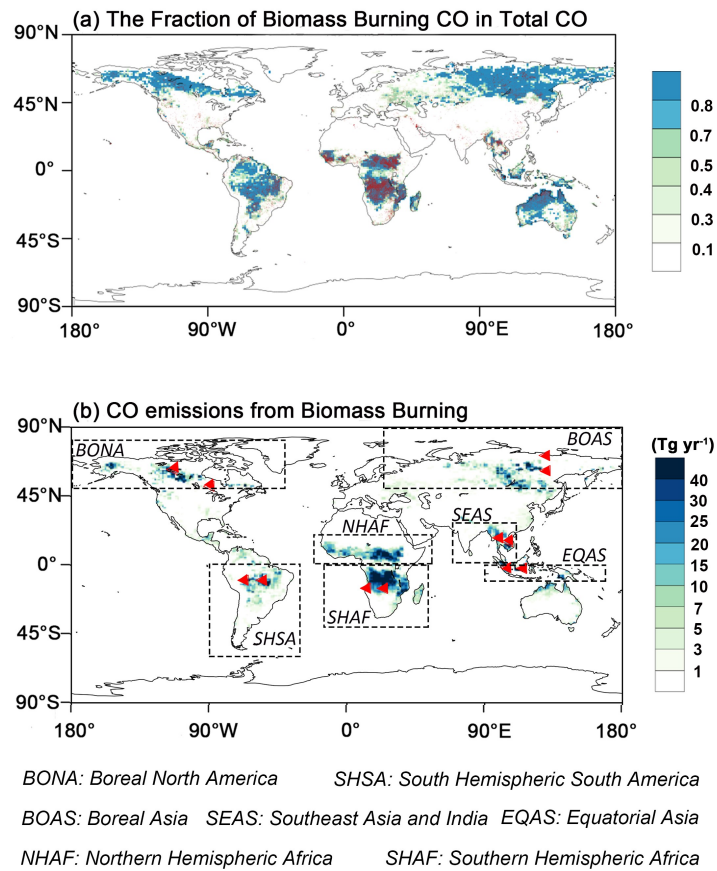 (a) The Fraction of Biomass Burning CO in Total CO
90°N
45°N
0°
45°S
90°S
180°
90°W
0°
90°E
180°
0.8
0.7
0.5
0.4
0.3
0.1
(b) CO emissions from Biomass Burning
90°N
45°N
0°
45°S
90°S
180°
90°W
0°
90°E
180°
BONA
BOAS
NHAF
SEAS
EQAS
SHSA
SHAF
(Tg yr⁻¹)
40
30
25
20
15
10
7
5
3
1
BONA: Boreal North America SHSA: South Hemispheric South America
BOAS: Boreal Asia SEAS: Southeast Asia and India EQAS: Equatorial Asia
NHAF: Northern Hemispheric Africa SHAF: Southern Hemispheric Africa